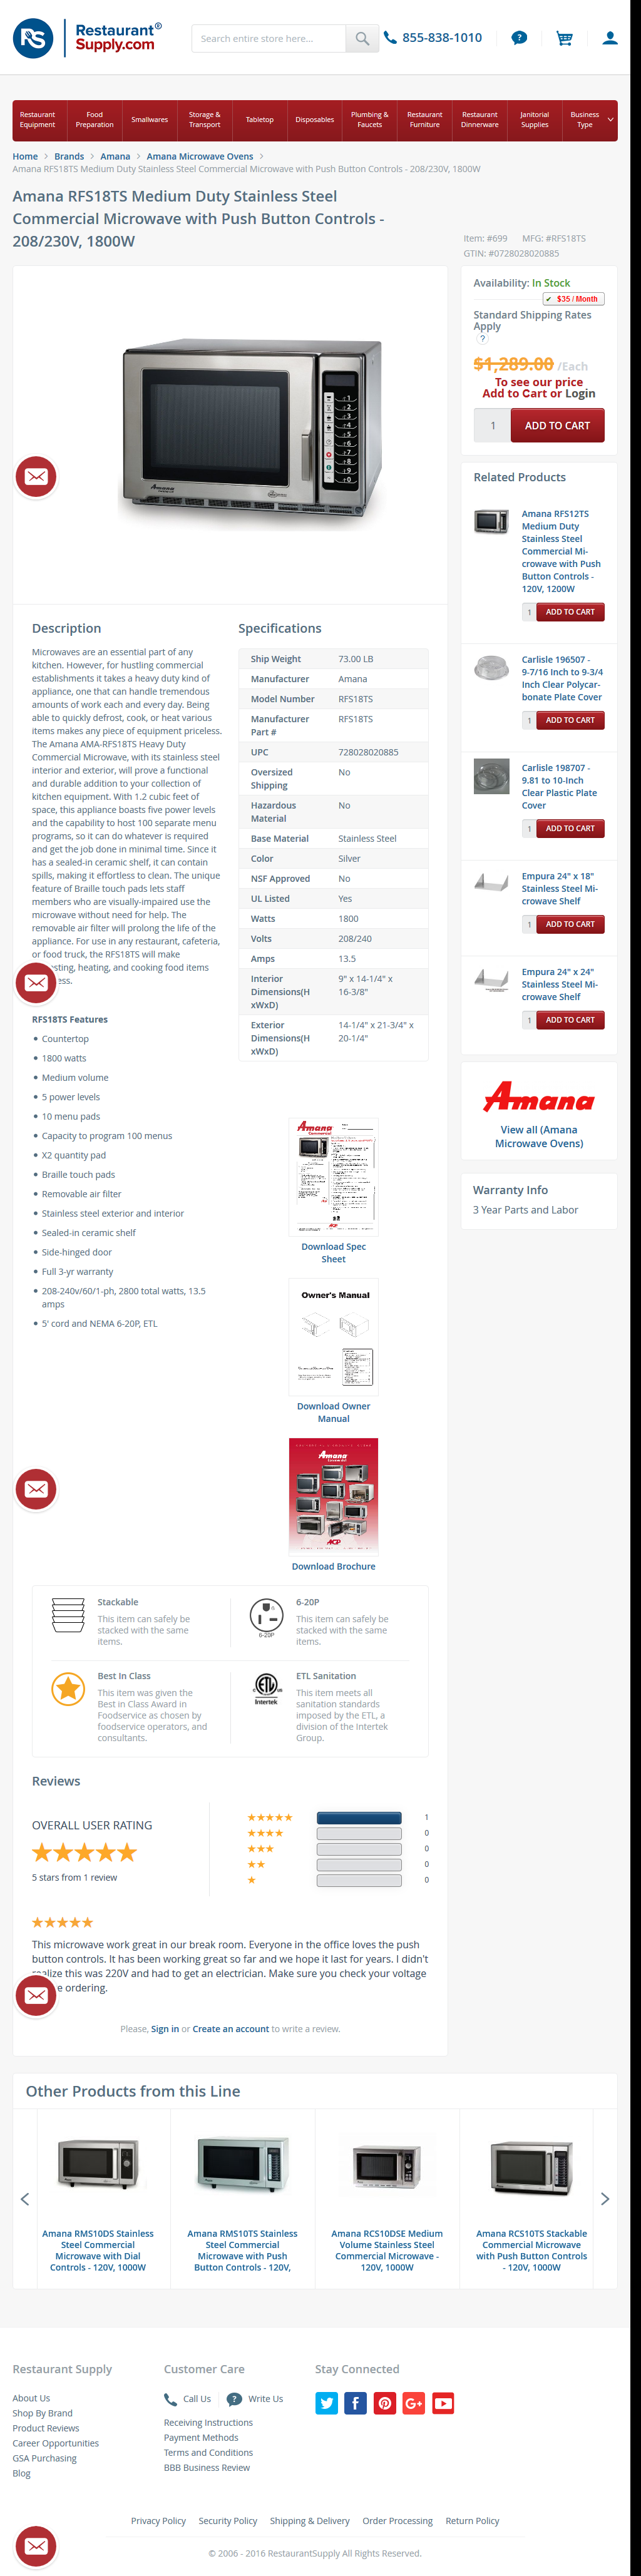 RS Restaurant®
Supply.com
Search entire store here...
855-838-1010
Restaurant Equipment
Food Preparation
Smallwares
Storage & Transport
Tabletop
Disposables
Plumbing & Faucets
Restaurant Furniture
Restaurant Dinnerware
Janitorial Supplies
Business Type
Home > Brands > Amana > Amana Microwave Ovens >
Amana RFS18TS Medium Duty Stainless Steel Commercial Microwave with Push Button Controls - 208/230V, 1800W
Amana RFS18TS Medium Duty Stainless Steel
Commercial Microwave with Push Button Controls -
208/230V, 1800W
Item: #699 MFG: #RFS18TS
GTIN: #0728028020885
Availability: In Stock
$35 / Month
Standard Shipping Rates
Apply
?
$1,289.00 /Each
To see our price
Add to Cart or Login
1 ADD TO CART
Related Products
Amana RFS12TS
Medium Duty
Stainless Steel
Commercial Mi-
crowave with Push
Button Controls -
120V, 1200W
1 ADD TO CART
Carlisle 196507 -
9-7/16 Inch to 9-3/4
Inch Clear Polycar-
bonate Plate Cover
1 ADD TO CART
Carlisle 198707 -
9.81 to 10-Inch
Clear Plastic Plate
Cover
1 ADD TO CART
Empura 24" x 18"
Stainless Steel Mi-
crowave Shelf
1 ADD TO CART
Empura 24" x 24"
Stainless Steel Mi-
crowave Shelf
1 ADD TO CART
Amana
View all (Amana
Microwave Ovens)
Warranty Info
3 Year Parts and Labor
Description
Microwaves are an essential part of any
kitchen. However, for hustling commercial
establishments it takes a heavy duty kind of
appliance, one that can handle tremendous
amounts of work each and every day. Being
able to quickly defrost, cook, or heat various
items makes any piece of equipment priceless.
The Amana AMA-RFS18TS Heavy Duty
Commercial Microwave, with its stainless steel
interior and exterior, will prove a functional
and durable addition to your collection of
kitchen equipment. With 1.2 cubic feet of
space, this appliance boasts five power levels
and the capability to host 100 separate menu
programs, so it can do whatever is required
and get the job done in minimal time. Since it
has a sealed-in ceramic shelf, it can contain
spills, making it effortless to clean. The unique
feature of Braille touch pads lets staff
members who are visually-impaired use the
microwave without need for help. The
removable air filter will prolong the life of the
appliance. For use in any restaurant, cafeteria,
or food truck, the RFS18TS will make
sting, heating, and cooking food items
ess.
RFS18TS Features
Countertop
1800 watts
Medium volume
5 power levels
10 menu pads
Capacity to program 100 menus
X2 quantity pad
Braille touch pads
Removable air filter
Stainless steel exterior and interior
Sealed-in ceramic shelf
Side-hinged door
Full 3-yr warranty
208-240v/60/1-ph, 2800 total watts, 13.5
amps
5' cord and NEMA 6-20P, ETL
Specifications
Ship Weight 73.00 LB
Manufacturer Amana
Model Number RFS18TS
Manufacturer RFS18TS
Part #
UPC 728028020885
Oversized No
Shipping
Hazardous No
Material
Base Material Stainless Steel
Color Silver
NSF Approved No
UL Listed Yes
Watts 1800
Volts 208/240
Amps 13.5
Interior 9" x 14-1/4" x
Dimensions(H 16-3/8"
xWxD)
Exterior 14-1/4" x 21-3/4" x
Dimensions(H 20-1/4"
xWxD)
Amana
Download Spec
Sheet
Owner's Manual
Download Owner
Manual
Amana
ACP
Download Brochure
Stackable
This item can safely be
stacked with the same
items.
6-20P
6-20P
This item can safely be
stacked with the same
items.
Best In Class
This item was given the
Best in Class Award in
Foodservice as chosen by
foodservice operators, and
consultants.
ETL
Intertek
ETL Sanitation
This item meets all
sanitation standards
imposed by the ETL, a
division of the Intertek
Group.
Reviews
OVERALL USER RATING
5 stars from 1 review
1
0
0
0
0
This microwave work great in our break room. Everyone in the office loves the push
button controls. It has been working great so far and we hope it last for years. I didn't
realize this was 220V and had to get an electrician. Make sure you check your voltage
e ordering.
Please, Sign in or Create an account to write a review.
Other Products from this Line
Amana RMS10DS Stainless
Steel Commercial
Microwave with Dial
Controls - 120V, 1000W
Amana RMS10TS Stainless
Steel Commercial
Microwave with Push
Button Controls - 120V,
Amana RCS10DSE Medium
Volume Stainless Steel
Commercial Microwave -
120V, 1000W
Amana RCS10TS Stackable
Commercial Microwave
with Push Button Controls
- 120V, 1000W
Restaurant Supply
About Us
Shop By Brand
Product Reviews
Career Opportunities
GSA Purchasing
Blog
Customer Care
Call Us
Write Us
Receiving Instructions
Payment Methods
Terms and Conditions
BBB Business Review
Stay Connected
Privacy Policy Security Policy Shipping & Delivery Order Processing Return Policy
© 2006 - 2016 RestaurantSupply All Rights Reserved.